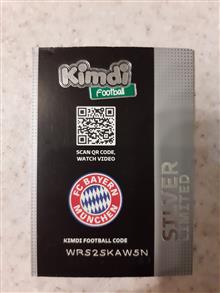 Kimdi
Football
SCAN QR CODE,
WATCH VIDEO
FC BAYERN
MÜNCHEN
KIMDI FOOTBALL CODE
WRS2SKAW5N
SILVER
LIMITED